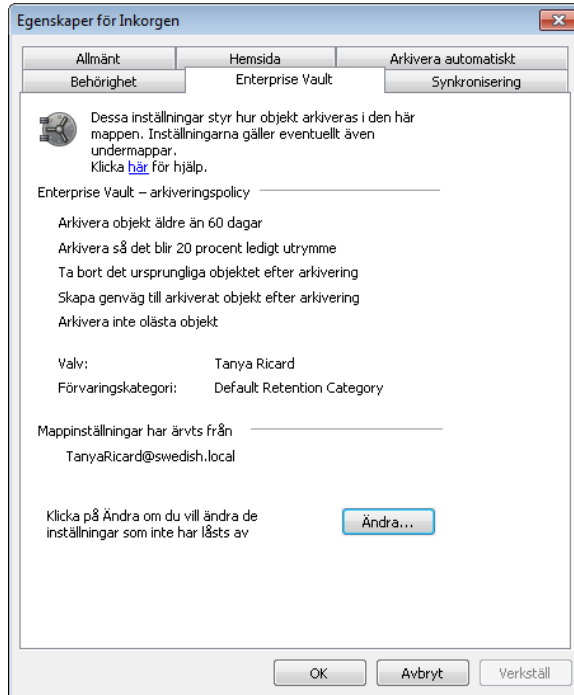 Egenskaper för Inkorgen
Allmänt Hemsida Arkivera automatiskt
Behörighet Enterprise Vault Synkronisering
Dessa inställningar styr hur objekt arkiveras i den här
mappen. Inställningarna gäller eventuellt även
undermappar.
Klicka här för hjälp.
Enterprise Vault – arkiveringspolicy
Arkivera objekt äldre än 60 dagar
Arkivera så det blir 20 procent ledigt utrymme
Ta bort det ursprungliga objektet efter arkivering
Skapa genväg till arkiverat objekt efter arkivering
Arkivera inte olästa objekt
Valv: Tanya Ricard
Förvaringskategori: Default Retention Category
Mappinställningar har ärvts från
TanyaRicard@swedish.local
Klicka på Ändra om du vill ändra de
inställningar som inte har låsts av
Ändra...
OK Avbryt Verkställ